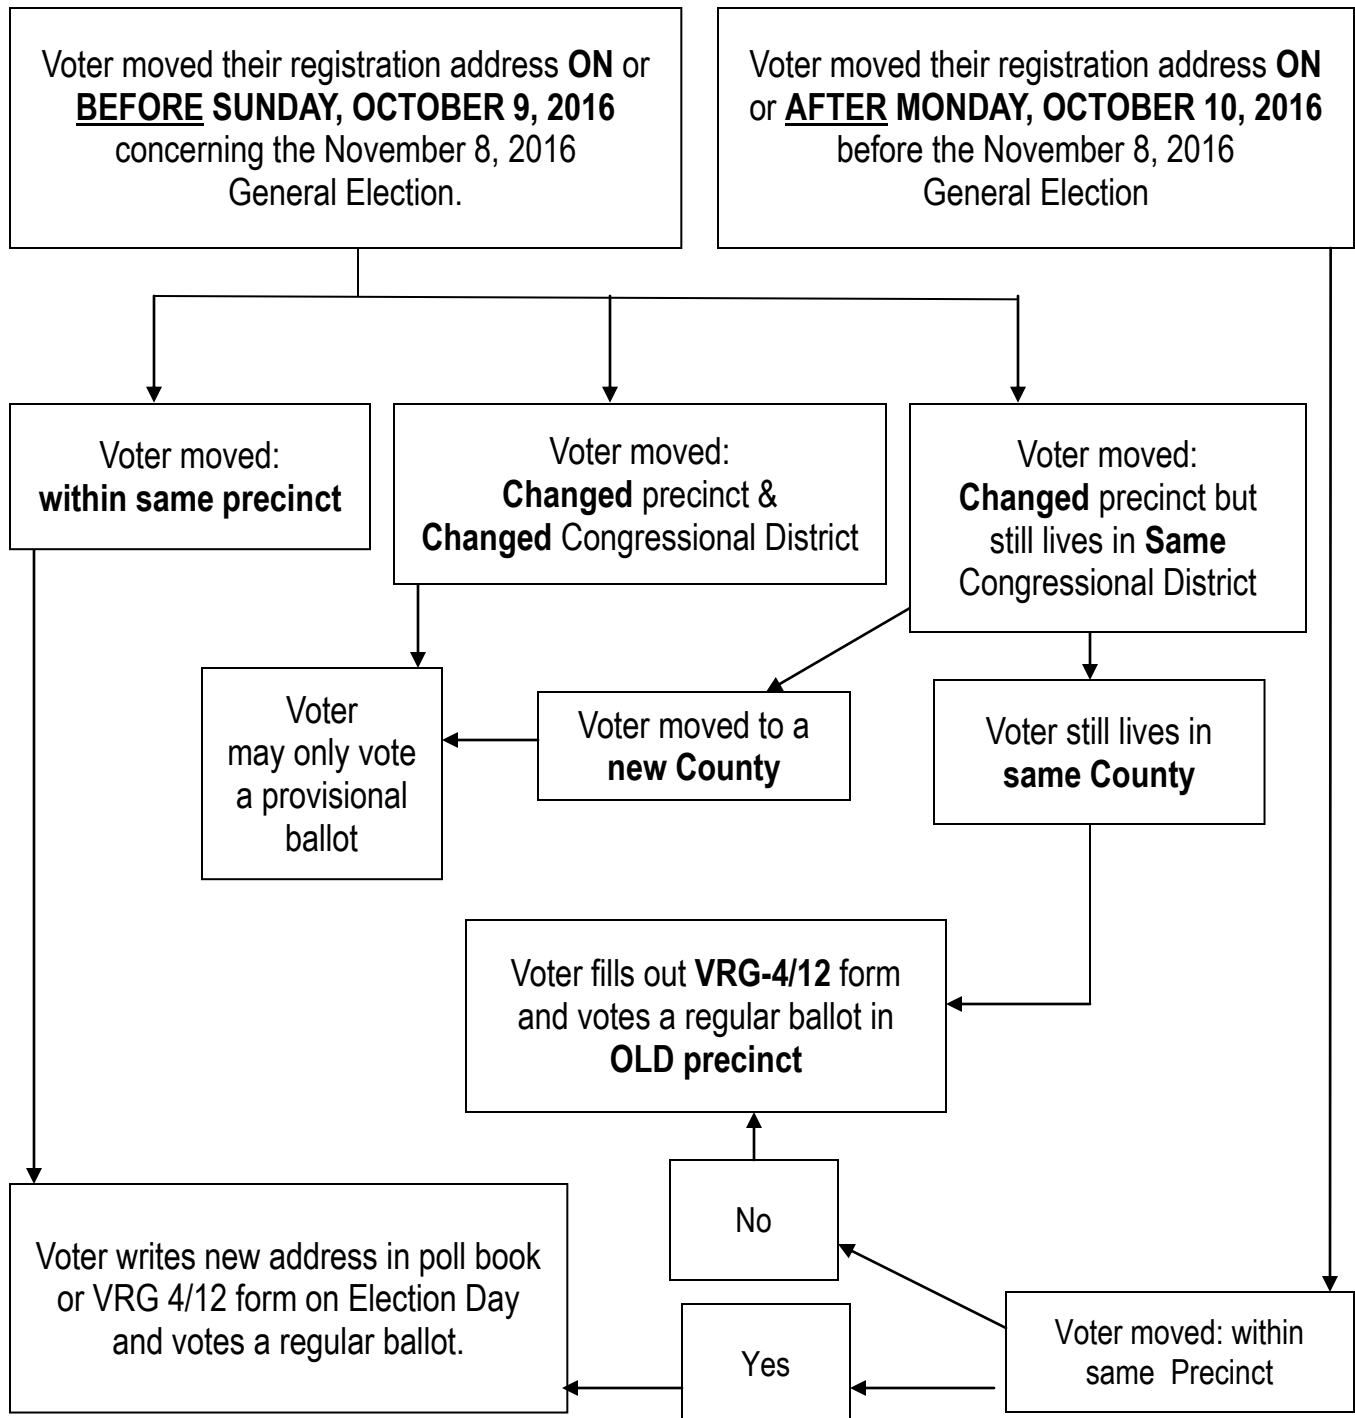 Voter moved their registration address ON or
BEFORE SUNDAY, OCTOBER 9, 2016
concerning the November 8, 2016
General Election.
Voter moved their registration address ON
or AFTER MONDAY, OCTOBER 10, 2016
before the November 8, 2016
General Election
Voter moved:
within same precinct
Voter moved:
Changed precinct &
Changed Congressional District
Voter moved:
Changed precinct but
still lives in Same
Congressional District
Voter
may only vote
a provisional
ballot
Voter moved to a
new County
Voter still lives in
same County
Voter fills out VRG-4/12 form
and votes a regular ballot in
OLD precinct
No
Voter writes new address in poll book
or VRG 4/12 form on Election Day
and votes a regular ballot.
Yes
Voter moved: within
same Precinct